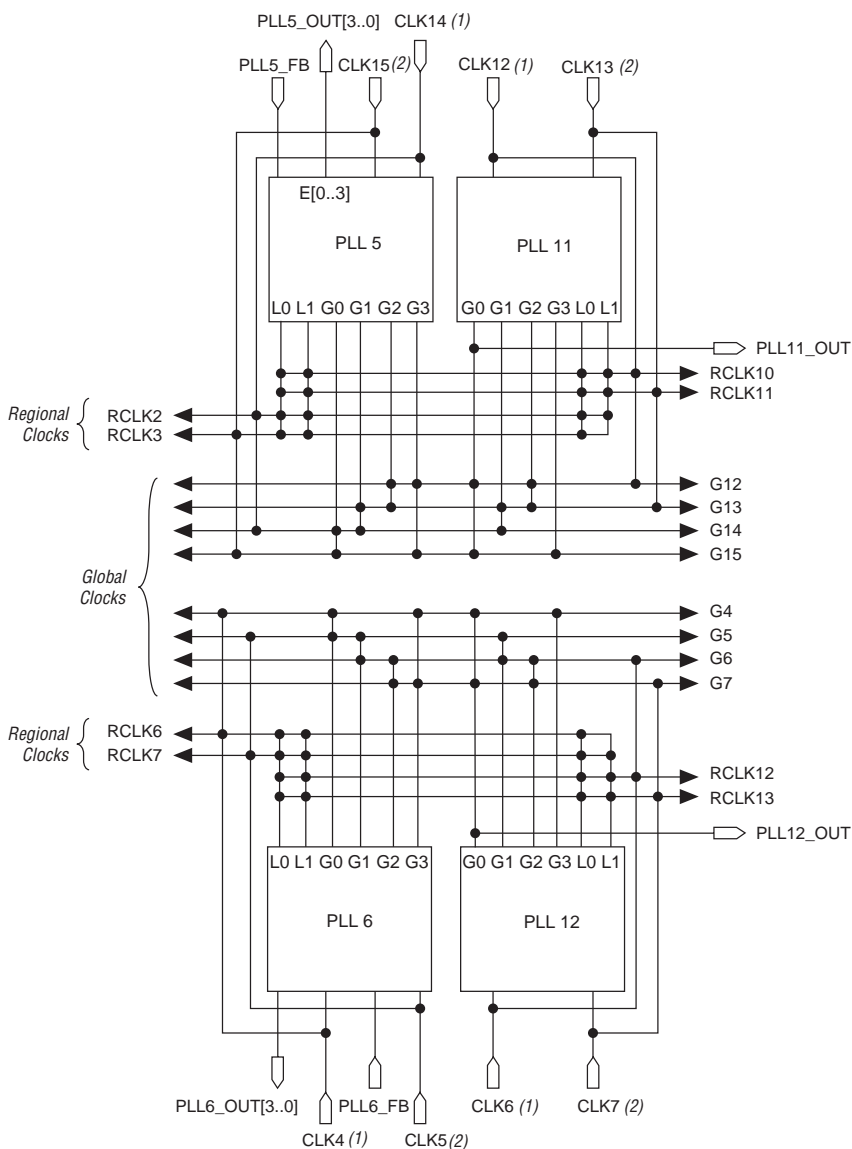 PLL5_OUT[3..0] CLK14 (1)
PLL5_FB CLK15 (2) CLK12 (1) CLK13 (2)
E[0..3]
PLL 5 PLL 11
L0 L1 G0 G1 G2 G3 G0 G1 G2 G3 L0 L1
PLL11_OUT
RCLK10
RCLK11
Regional
Clocks
RCLK2
RCLK3
G12
G13
G14
G15
Global
Clocks
G4
G5
G6
G7
Regional
Clocks
RCLK6
RCLK7
RCLK12
RCLK13
PLL12_OUT
L0 L1 G0 G1 G2 G3 G0 G1 G2 G3 L0 L1
PLL 6 PLL 12
PLL6_OUT[3..0] PLL6_FB CLK6 (1) CLK7 (2)
CLK4 (1) CLK5 (2)